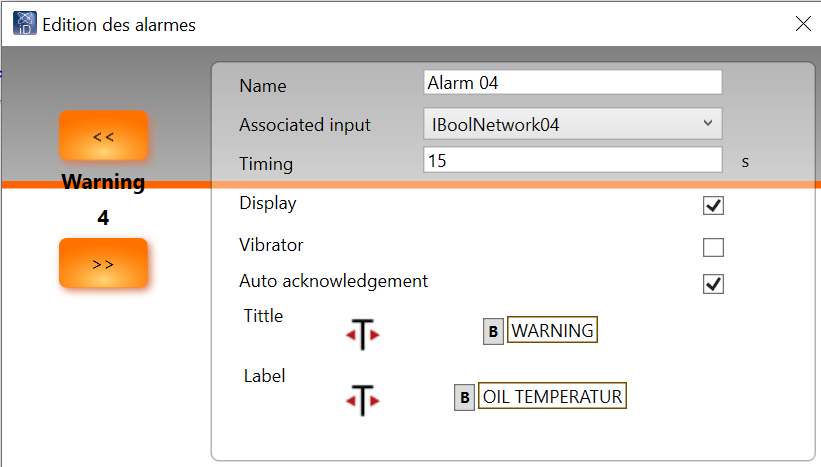 iD Edition des alarmes
Name Alarm 04
<<
Associated input IBoolNetwork04
Timing 15 s
Warning
4
Display
Vibrator
>>
Auto acknowledgement
Tittle T B WARNING
Label T B OIL TEMPERATUR